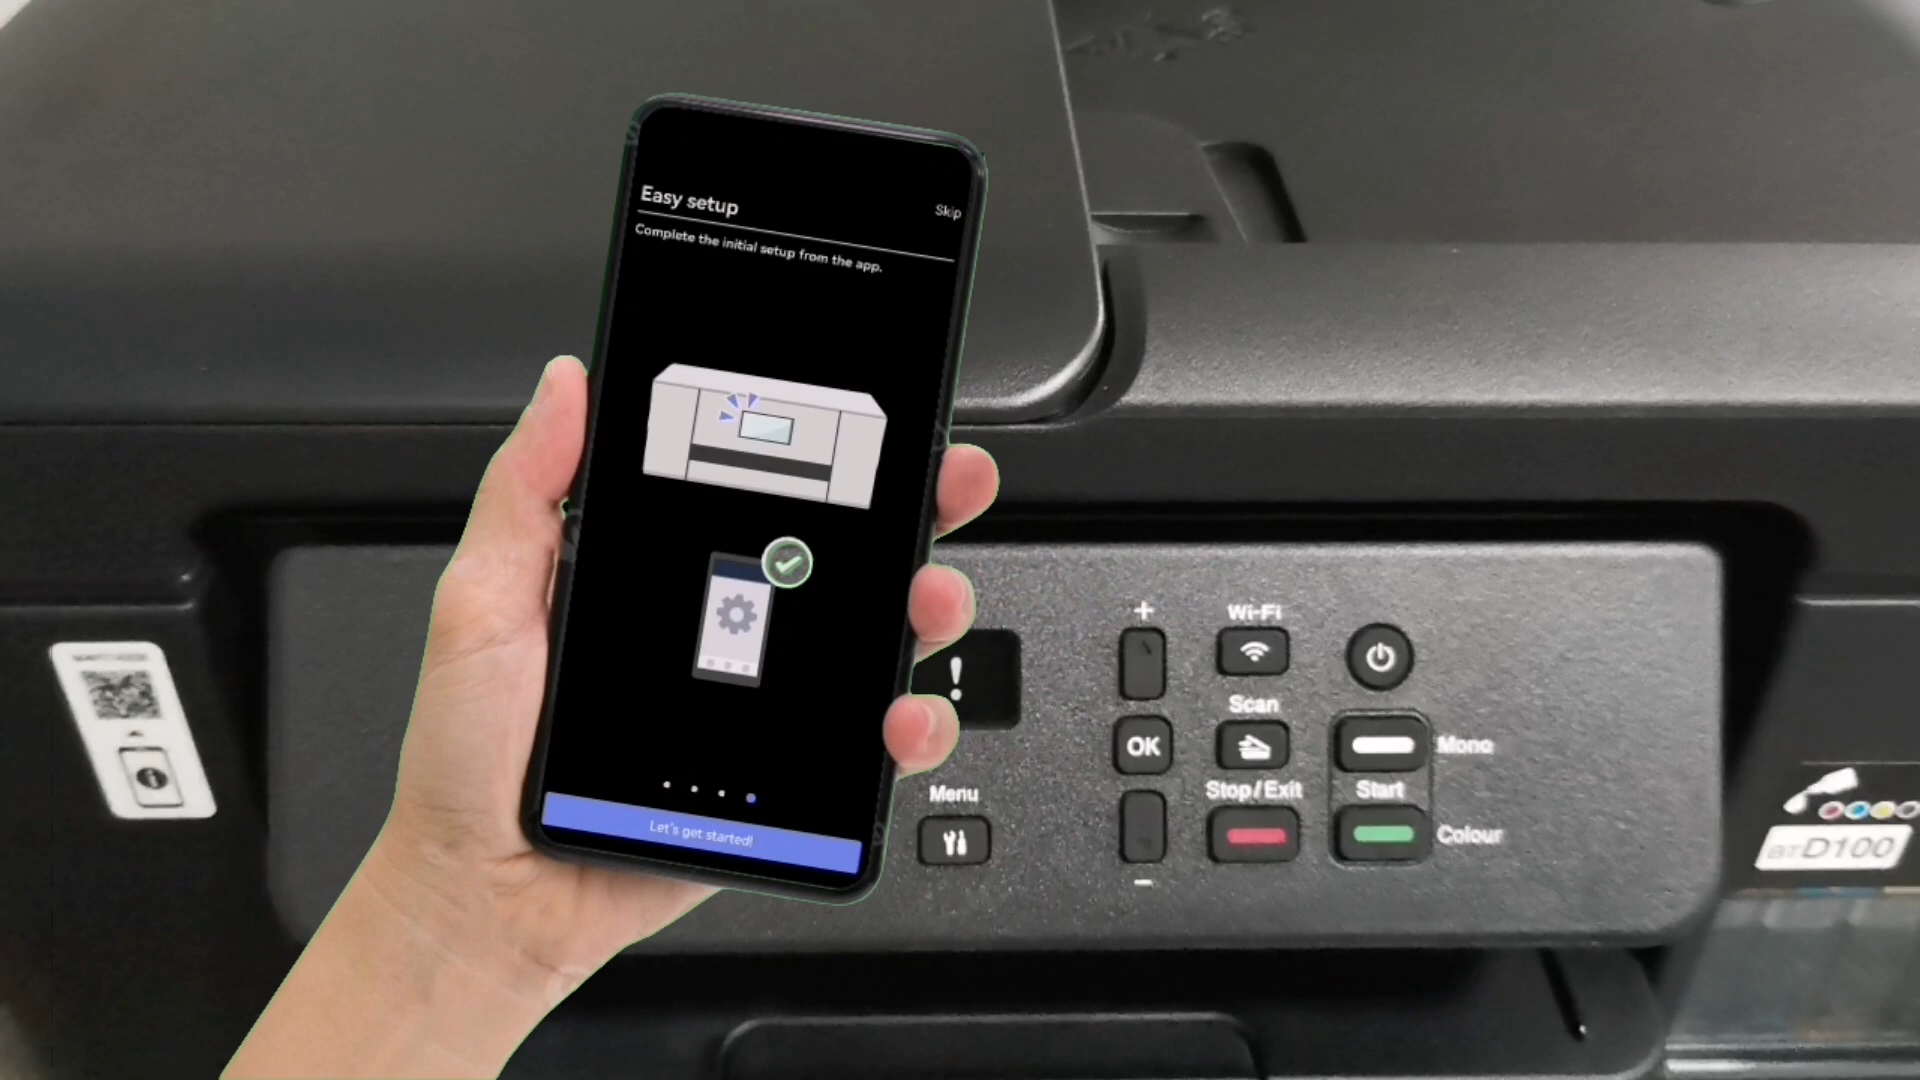 Easy setup
Skip
Complete the initial setup from the app.
Let's get started!
!
+
Wi-Fi
Scan
OK
Mono
Menu
Stop/Exit
Start
Colour
−
BTD100